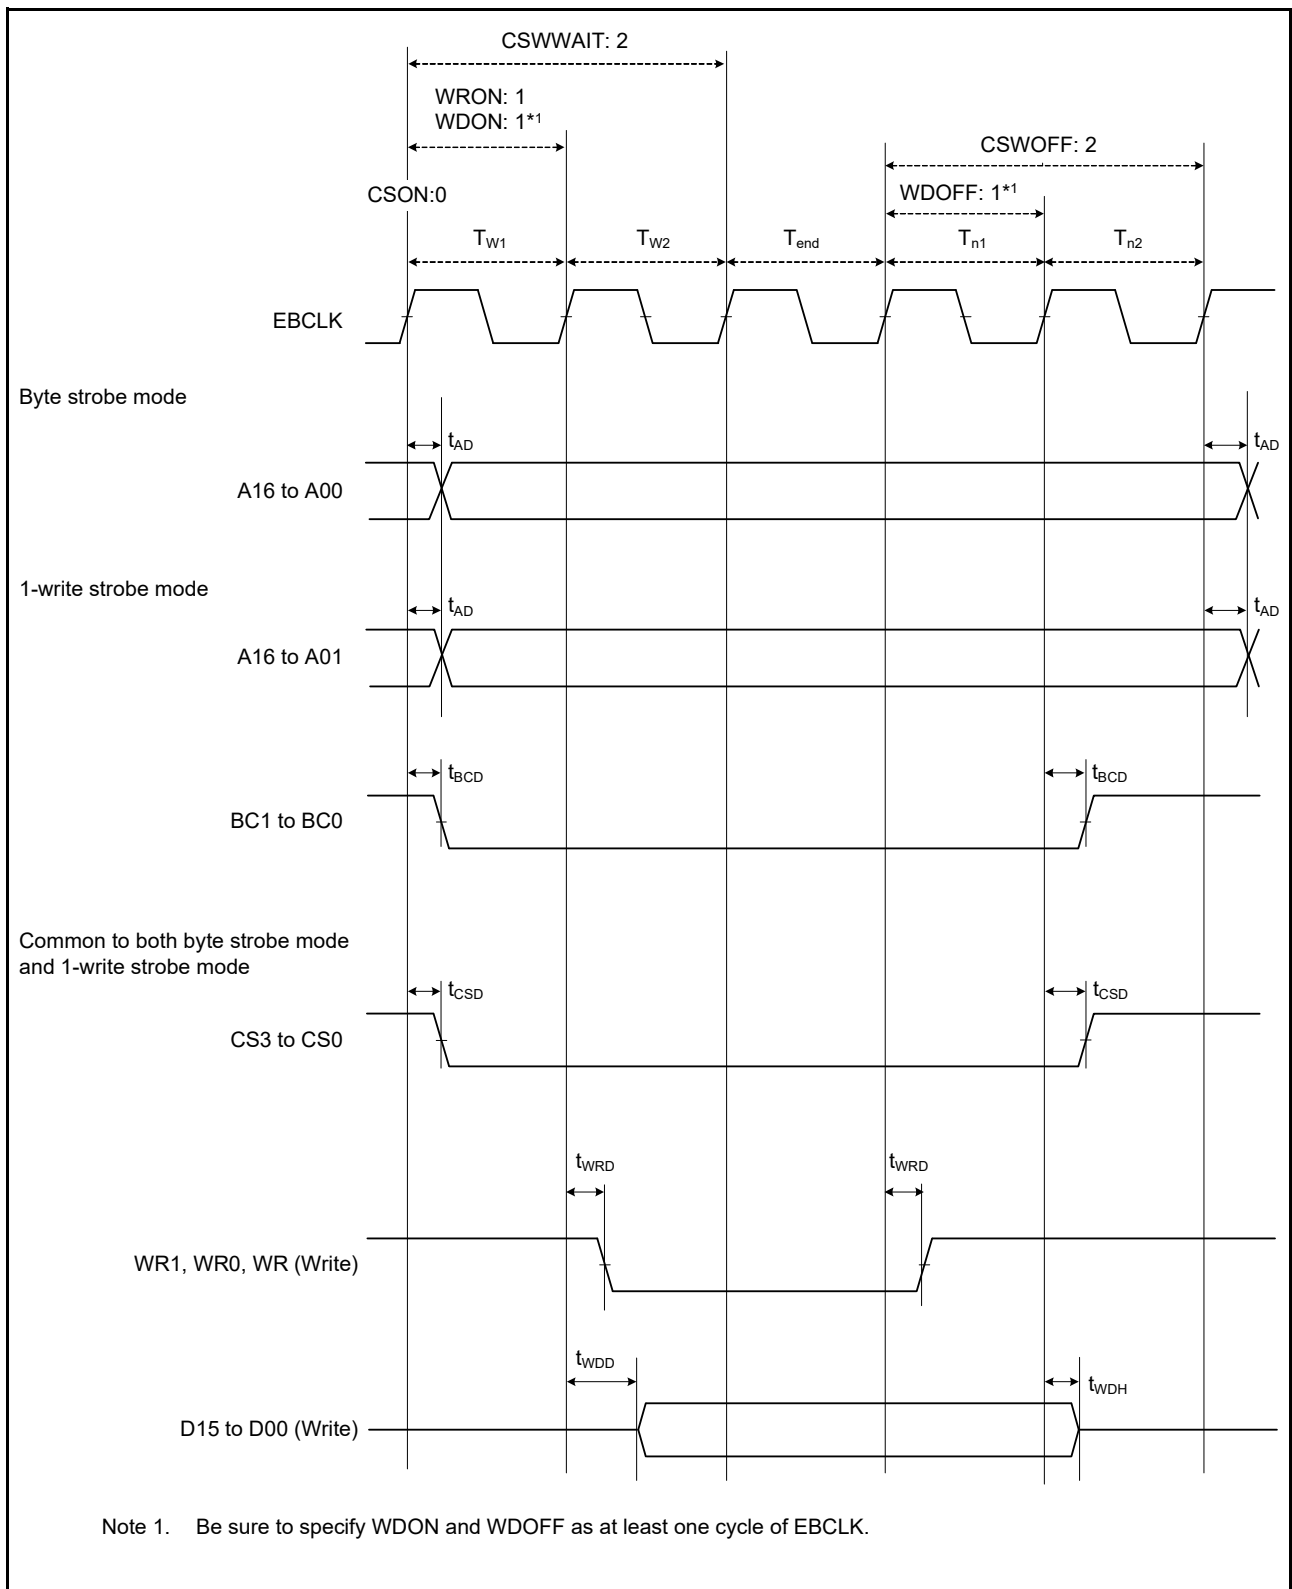 CSWWAIT: 2
WRON: 1
WDON: 1*1
CSWOFF: 2
WDOFF: 1*1
CSON:0
TW1 TW2 Tend Tn1 Tn2
EBCLK
Byte strobe mode
tAD tAD
A16 to A00
1-write strobe mode
tAD tAD
A16 to A01
tBCD tBCD
BC1 to BC0
Common to both byte strobe mode
and 1-write strobe mode
tCSD tCSD
CS3 to CS0
tWRD tWRD
WR1, WR0, WR (Write)
tWDD tWDH
D15 to D00 (Write)
Note 1. Be sure to specify WDON and WDOFF as at least one cycle of EBCLK.